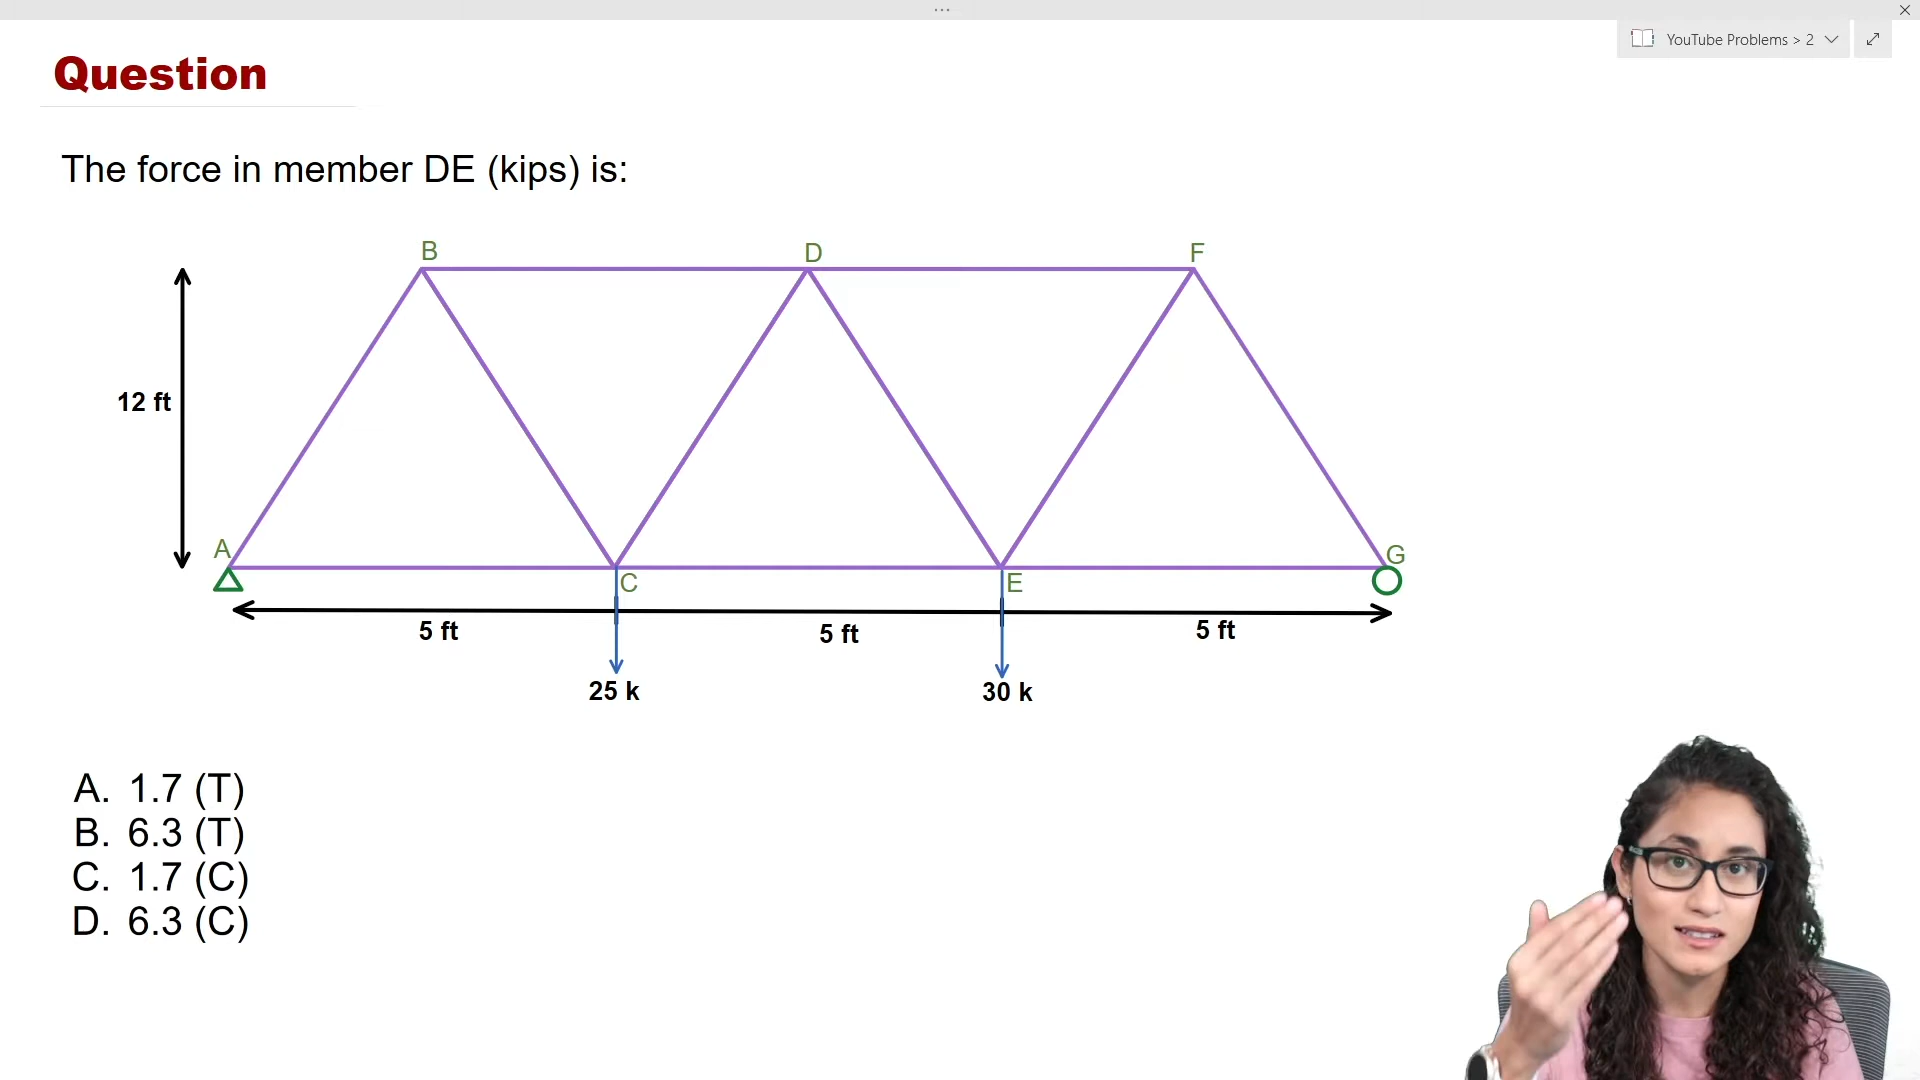 YouTube Problems > 2
Question
The force in member DE (kips) is:
B
D
F
12 ft
A
G
C
E
5 ft
5 ft
5 ft
25 k
30 k
A. 1.7 (T)
B. 6.3 (T)
C. 1.7 (C)
D. 6.3 (C)